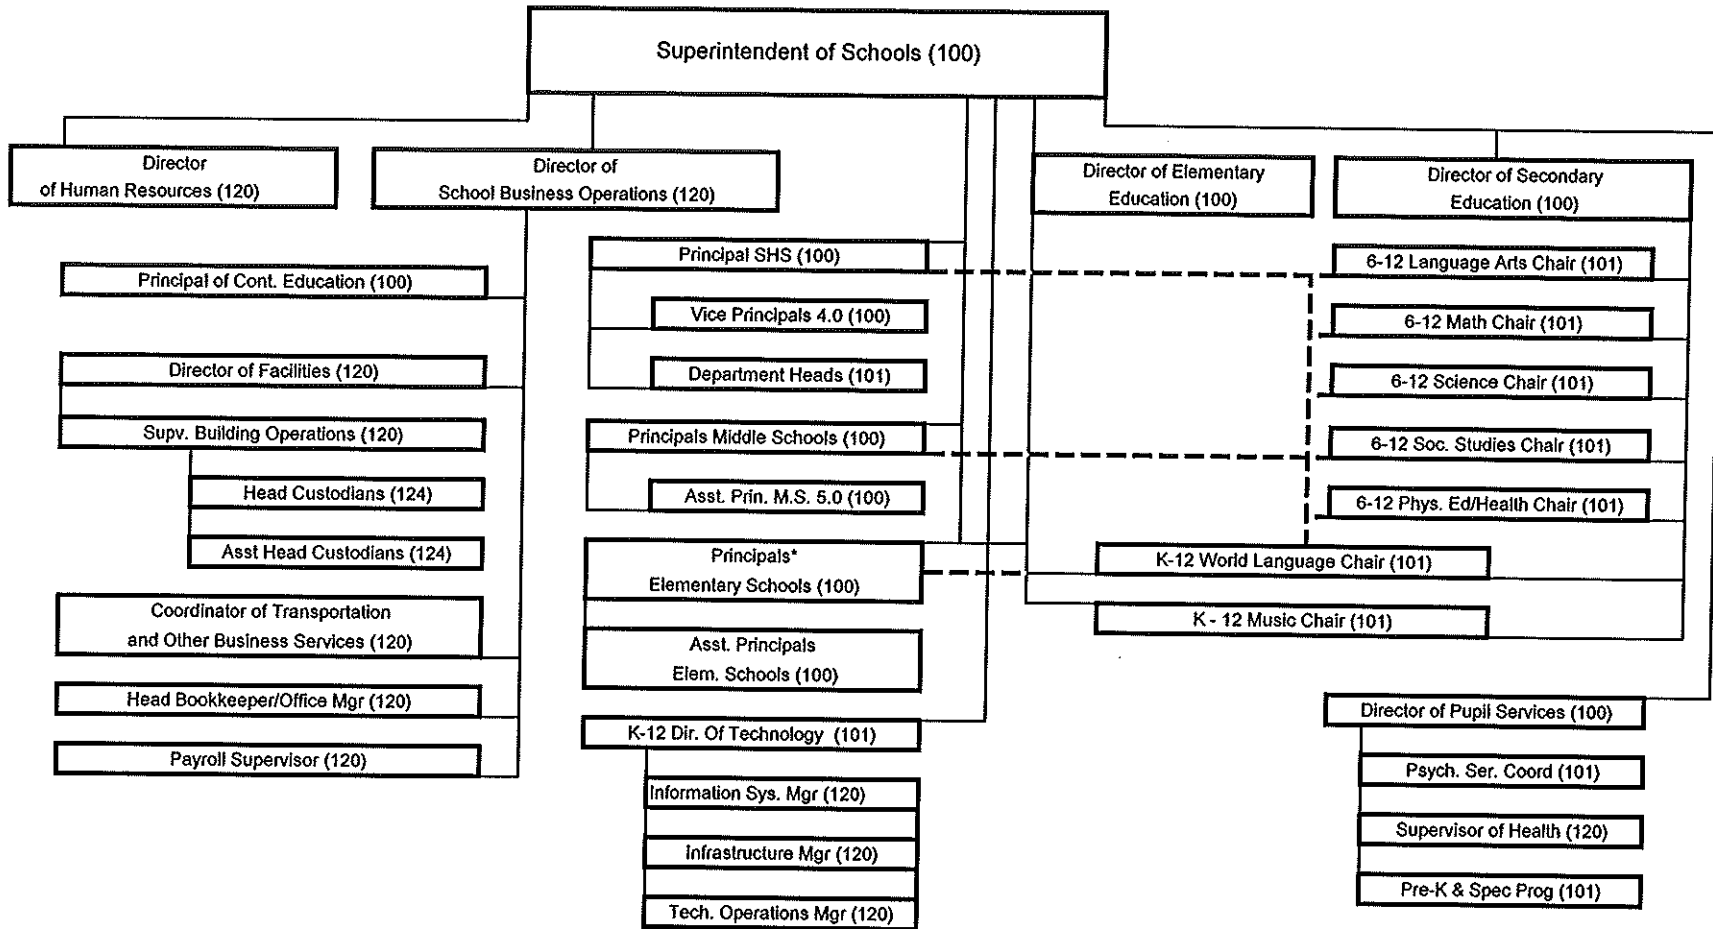 Superintendent of Schools (100)
Director
of Human Resources (120)
Director of
School Business Operations (120)
Director of Elementary
Education (100)
Director of Secondary
Education (100)
Principal of Cont. Education (100)
Director of Facilities (120)
Supv. Building Operations (120)
Head Custodians (124)
Asst Head Custodians (124)
Coordinator of Transportation
and Other Business Services (120)
Head Bookkeeper/Office Mgr (120)
Payroll Supervisor (120)
Principal SHS (100)
Vice Principals 4.0 (100)
Department Heads (101)
Principals Middle Schools (100)
Asst. Prin. M.S. 5.0 (100)
Principals*
Elementary Schools (100)
Asst. Principals
Elem. Schools (100)
K-12 Dir. Of Technology (101)
Information Sys. Mgr (120)
Infrastructure Mgr (120)
Tech. Operations Mgr (120)
6-12 Language Arts Chair (101)
6-12 Math Chair (101)
6-12 Science Chair (101)
6-12 Soc. Studies Chair (101)
6-12 Phys. Ed/Health Chair (101)
K-12 World Language Chair (101)
K - 12 Music Chair (101)
Director of Pupil Services (100)
Psych. Ser. Coord (101)
Supervisor of Health (120)
Pre-K & Spec Prog (101)